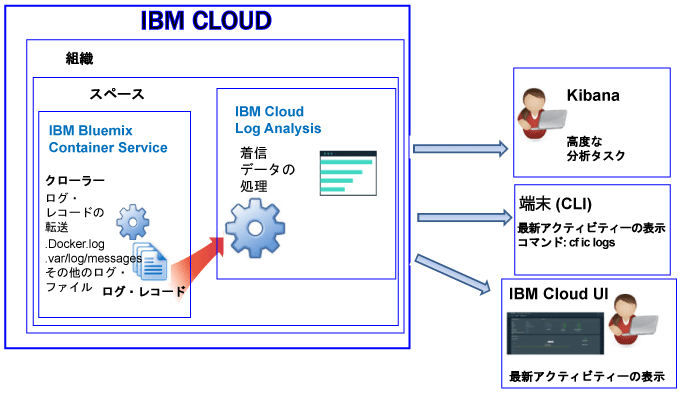 IBM CLOUD
組織
スペース
IBM Bluemix
Container Service
クローラー
ログ・
レコードの
転送
.Docker.log
.var/log/messages
その他のログ・
ファイル
ログ・レコード
IBM Cloud
Log Analysis
着信
データの
処理
Kibana
高度な
分析タスク
端末 (CLI)
最新アクティビティーの表示
コマンド: cf ic logs
IBM Cloud UI
最新アクティビティーの表示